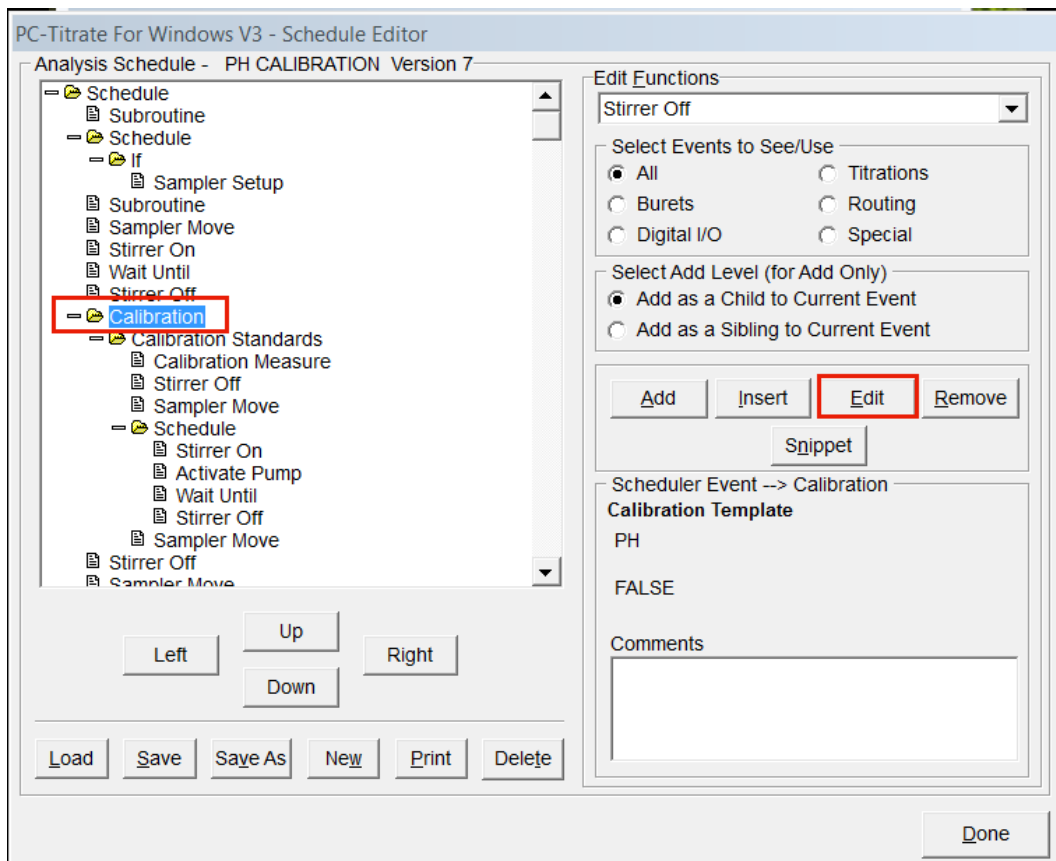 PC-Titrate For Windows V3 - Schedule Editor
Analysis Schedule - PH CALIBRATION Version 7
Schedule
Subroutine
Schedule
If
Sampler Setup
Subroutine
Sampler Move
Stirrer On
Wait Until
Stirrer Off
Calibration
Calibration Standards
Calibration Measure
Stirrer Off
Sampler Move
Schedule
Stirrer On
Activate Pump
Wait Until
Stirrer Off
Sampler Move
Stirrer Off
Sampler Move
Left
Up
Down
Right
Load Save Save As New Print Delete
Edit Functions
Stirrer Off
Select Events to See/Use
All Titrations
Burets Routing
Digital I/O Special
Select Add Level (for Add Only)
Add as a Child to Current Event
Add as a Sibling to Current Event
Add Insert Edit Remove
Snippet
Scheduler Event --> Calibration
Calibration Template
PH
FALSE
Comments
Done